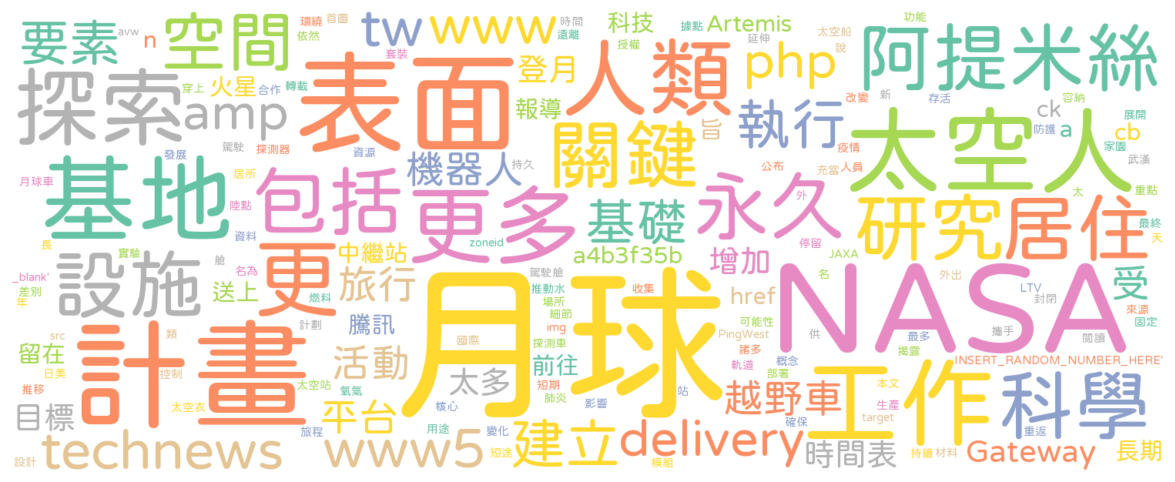 要素
空間
n
tw
www
環繞
首圖
依然
avw
科技
授權
時間
遠離
據點
Artemis
延伸
太空船
說
功能
阿提米絲
探索
火星
合作
穿上
轉載
套裝
表面
登月
報導
人類
php
改變
新
存活
容納
展開
amp
駕駛
探測器
發展
資源
機器人
持久
關鍵
旨
執行
疫情
太空人
ck
a
cb
防護
家園
武漢
基地
月球車
居所
陸點
資料
包括
更多
基礎
永久
公布
充當
人員
外
停留
研究
居住
太
重點
最終
天
長
實驗
艙
名為
_blank'
差別
年
設施
送上
更
中繼站
旅行
zoneid
a4b3f35b
增加
JAXA
名
NASA
外出
LTV
封閉
受
來源
固定
燃料
駕駛艙
推動水
場所
細節
收集
img
href
可能性
PingWest
供
最多
揭露
攜手
閱讀
INSERT_RANDOM_NUMBER_HERE'
src
留在
日美
類
控制
推移
計畫
計劃
騰訊
國際
月球
探測車
前往
諸多
軌道
概念
部署
氫氣
太空站
活動
太多
短期
肺炎
站
越野車
工作
本文
生產
target
科學
重返
目標
太空衣
旅程
平台
核心
用途
變化
影響
確保
設計
technews
www5
短途
建立
模組
delivery
時間表
持續
材料
Gateway
長期